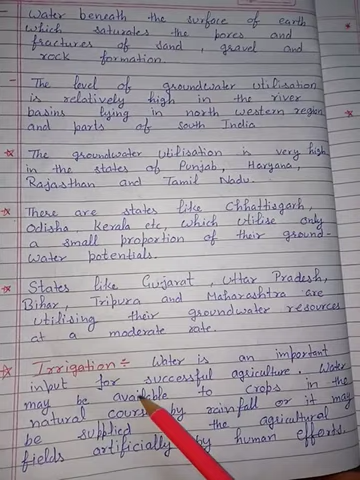 - Water beneath the surface of earth
which saturates the pores and
fractures of sand, gravel and
rock formation.
- The level of groundwater utilisation
is relatively high in the river
basins lying in north western region
and parts of south India
* The groundwater utilisation is very high
in the states of Punjab, Haryana,
Rajasthan and Tamil Nadu.
* There are states like Chhattisgarh,
Odisha, Kerala etc, which utilise only
a small proportion of their ground-
water potentials.
* States like Gujarat, Uttar Pradesh,
Bihar, Tripura and Maharashtra are
utilising their groundwater resources
at a moderate rate.
* Irrigation ÷ Water is an important
input for successful agriculture. Water
may be available to crops in the
natural course by rainfall or it may
be supplied the agricultural
fields artificially by human efforts.